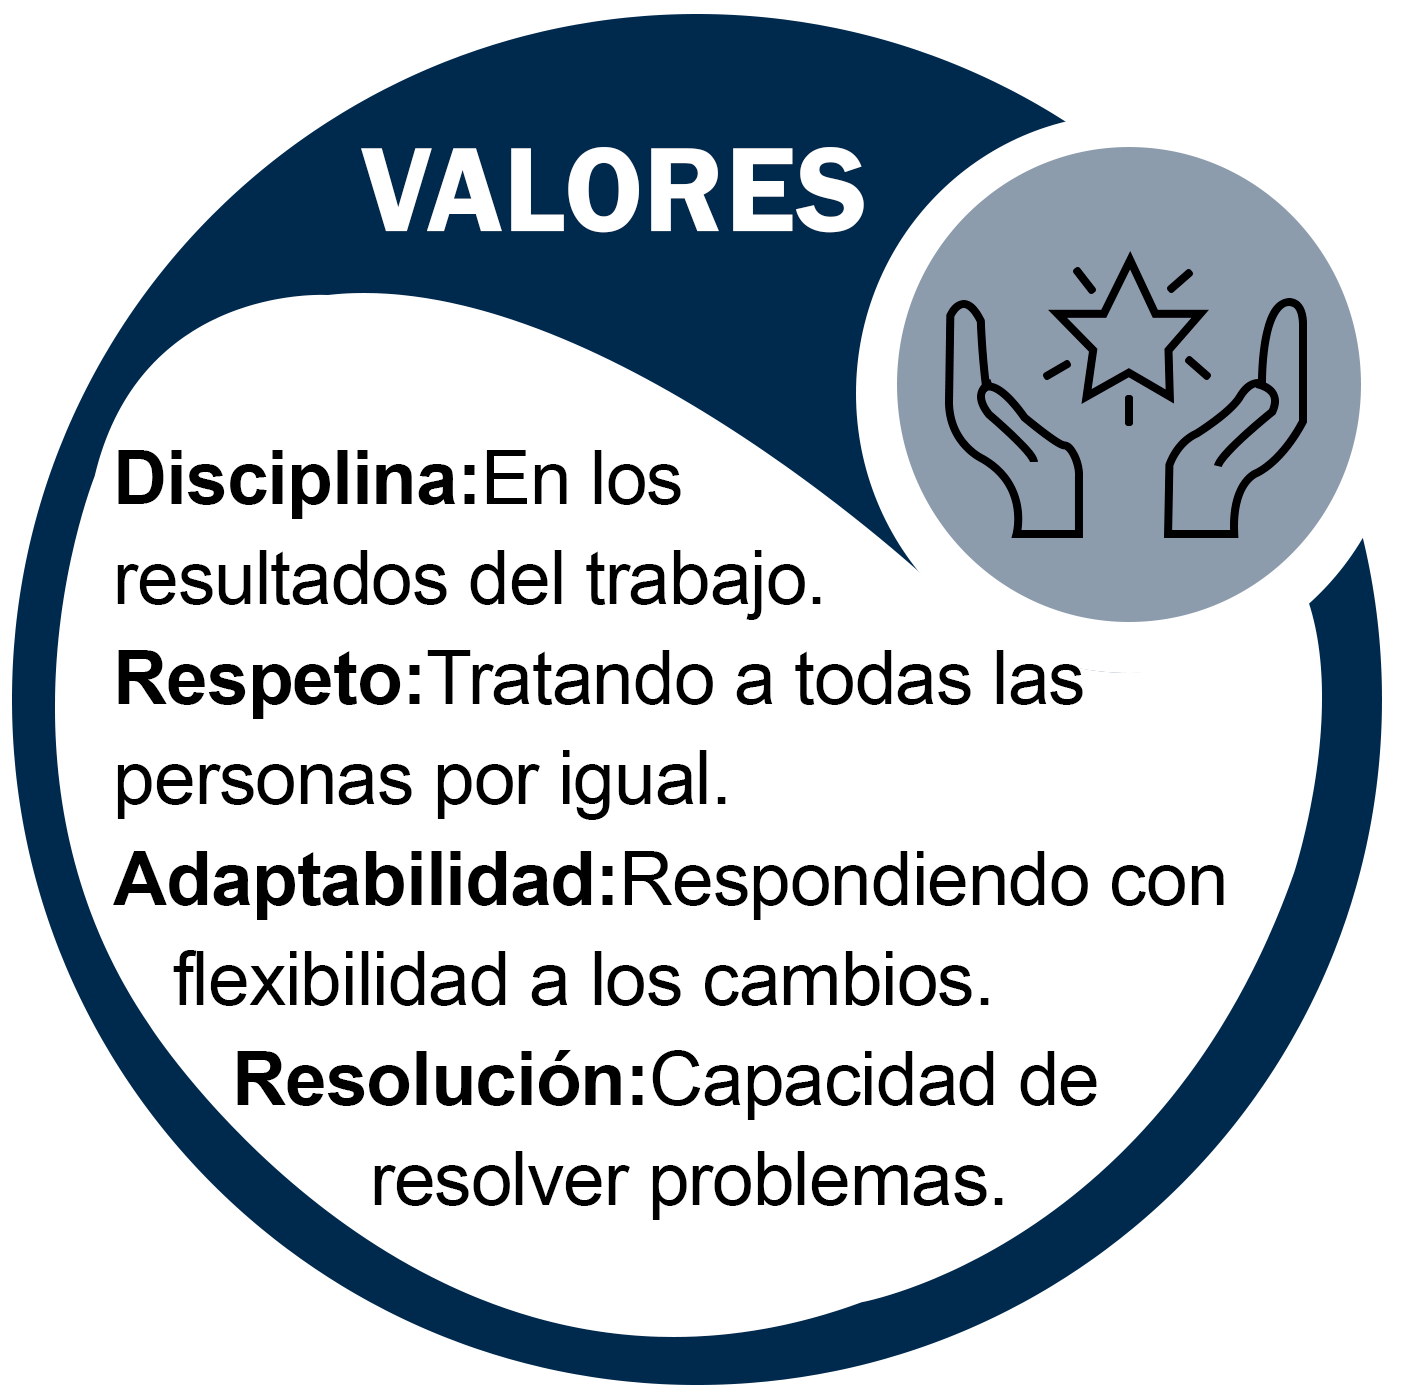 VALORES
Disciplina:En los
resultados del trabajo.
Respeto:Tratando a todas las
personas por igual.
Adaptabilidad:Respondiendo con
flexibilidad a los cambios.
Resolución:Capacidad de
resolver problemas.